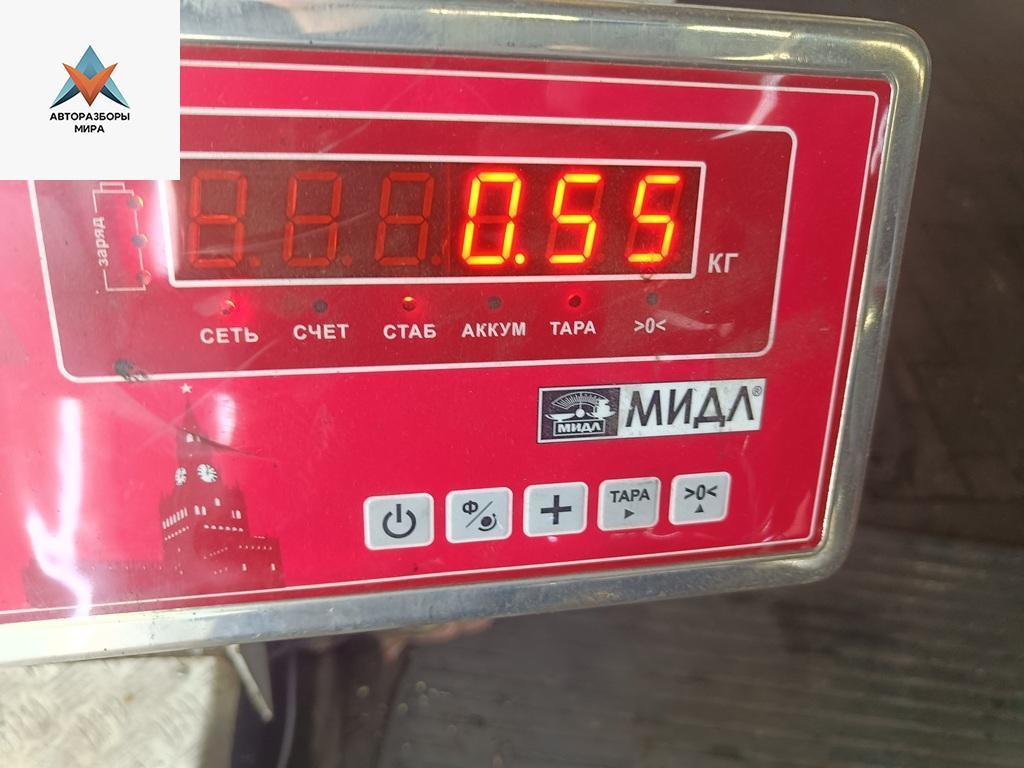 АВТОРАЗБОРЫ
МИРА
заряд
0.55
КГ
СЕТЬ СЧЕТ СТАБ АККУМ ТАРА >0<
МИДЛ МИДЛ®
Ф ТАРА >0<